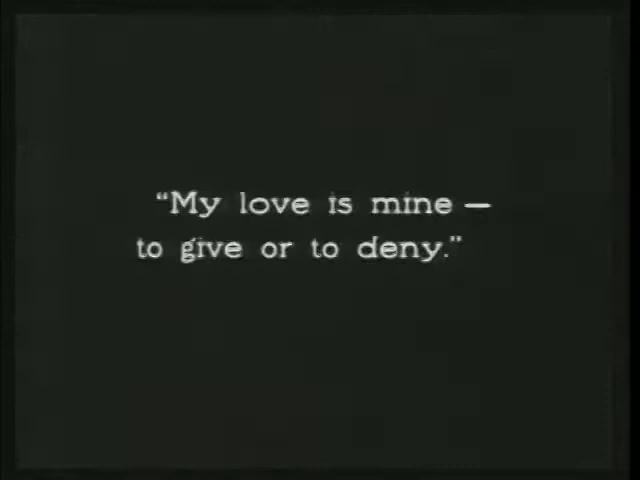 “My love is mine —
to give or to deny.”